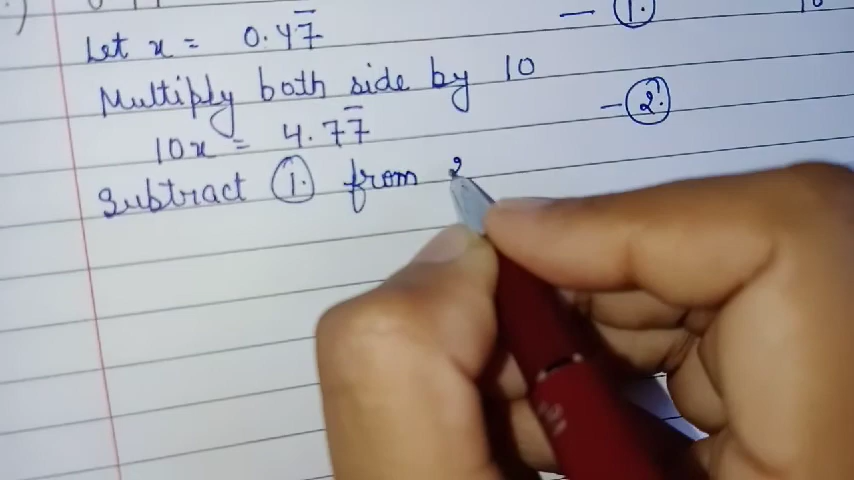 Let x = 0.47̅ — ①.
Multiply both side by 10
10x = 4.77̅ — ②.
Subtract ①. from 2